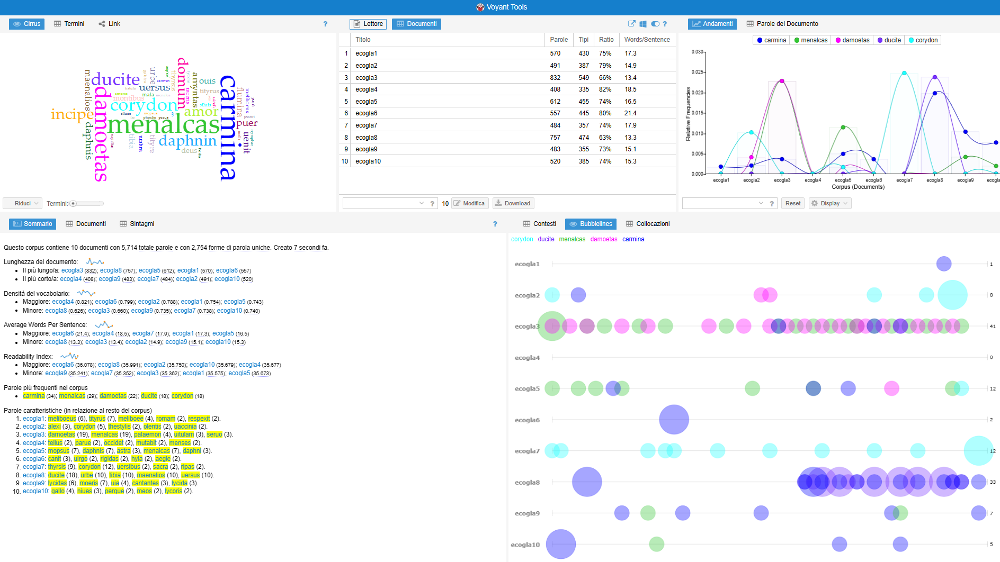 Voyant Tools
Cirrus Termini Link ?
carmina
menalcas
damoetas
ducite
corydon
daphnin
incipe
domum
amor
uersus
puer
uenit
daphnis
maenalios
amyntas
flumina
montibus
urbe
ouis
tityrus
thyrsis
tibia
umbra
tityre
deus
meliboeus
moeris
mala
siluis
Riduci Termini:
Lettore Documenti ?
Titolo Parole Tipi Ratio Words/Sentence
1 ecogla1 570 430 75% 17.3
2 ecogla2 491 387 79% 14.9
3 ecogla3 832 549 66% 13.4
4 ecogla4 408 335 82% 18.5
5 ecogla5 612 455 74% 16.5
6 ecogla6 557 445 80% 21.4
7 ecogla7 484 357 74% 17.9
8 ecogla8 757 474 63% 13.3
9 ecogla9 483 355 73% 15.1
10 ecogla10 520 385 74% 15.3
? 10 Modifica Download
Andamenti Parole del Documento
carmina menalcas damoetas ducite corydon
Relative Frequencies
0.030
0.025
0.020
0.015
0.010
0.005
0.000
ecogla1 ecogla2 ecogla3 ecogla4 ecogla5 ecogla6 ecogla7 ecogla8 ecogla9 ecogla
Corpus (Documents)
? Reset Display
Sommario Documenti Sintagmi ?
Questo corpus contiene 10 documenti con 5,714 totale parole e con 2,754 forme di parola uniche. Creato 7 secondi fa.
Lunghezza del documento:
Il più lungo/a: ecogla3 (832); ecogla8 (757); ecogla5 (612); ecogla1 (570); ecogla6 (557)
Il più corto/a: ecogla4 (408); ecogla9 (483); ecogla7 (484); ecogla2 (491); ecogla10 (520)
Densità del vocabolario:
Maggiore: ecogla4 (0.821); ecogla6 (0.799); ecogla2 (0.788); ecogla1 (0.754); ecogla5 (0.743)
Minore: ecogla8 (0.626); ecogla3 (0.660); ecogla9 (0.735); ecogla7 (0.738); ecogla10 (0.740)
Average Words Per Sentence:
Maggiore: ecogla6 (21.4); ecogla4 (18.5); ecogla7 (17.9); ecogla1 (17.3); ecogla5 (16.5)
Minore: ecogla8 (13.3); ecogla3 (13.4); ecogla2 (14.9); ecogla9 (15.1); ecogla10 (15.3)
Readability Index:
Maggiore: ecogla6 (36.078); ecogla8 (35.991); ecogla2 (35.750); ecogla10 (35.679); ecogla4 (35.677)
Minore: ecogla9 (35.241); ecogla7 (35.352); ecogla3 (35.362); ecogla1 (35.575); ecogla5 (35.673)
Parole più frequenti nel corpus
carmina (34); menalcas (29); damoetas (22); ducite (18); corydon (18)
Parole caratteristiche (in relazione al resto del corpus)
1. ecogla1: meliboeus (6), tityrus (7), meliboee (4), romam (2), respexit (2).
2. ecogla2: alexi (3), corydon (5), thestylis (2), olentis (2), uaccinia (2).
3. ecogla3: damoetas (19), menalcas (19), palaemon (4), uitulam (3), seruo (3).
4. ecogla4: tellus (2), parue (2), occidet (2), mutabit (2), menses (2).
5. ecogla5: mopsus (7), daphnis (7), astra (3), menalcas (7), daphni (3).
6. ecogla6: canit (3), uirgo (2), rigidas (2), hyla (2), aegle (2).
7. ecogla7: thyrsis (9), corydon (12), uersibus (2), sacra (2), ripas (2).
8. ecogla8: ducite (18), urbe (10), tibia (10), maenalios (10), uersus (10).
9. ecogla9: lycidas (6), moeris (7), uia (4), cantantes (3), lycida (3).
10. ecogla10: gallo (4), niues (3), perque (2), meos (2), lycoris (2).
Contesti Bubblelines Collocazioni
corydon ducite menalcas damoetas carmina
ecogla1 1
ecogla2 8
ecogla3 41
ecogla4 0
ecogla5 12
ecogla6 2
ecogla7 12
ecogla8 33
ecogla9 7
ecogla10 5